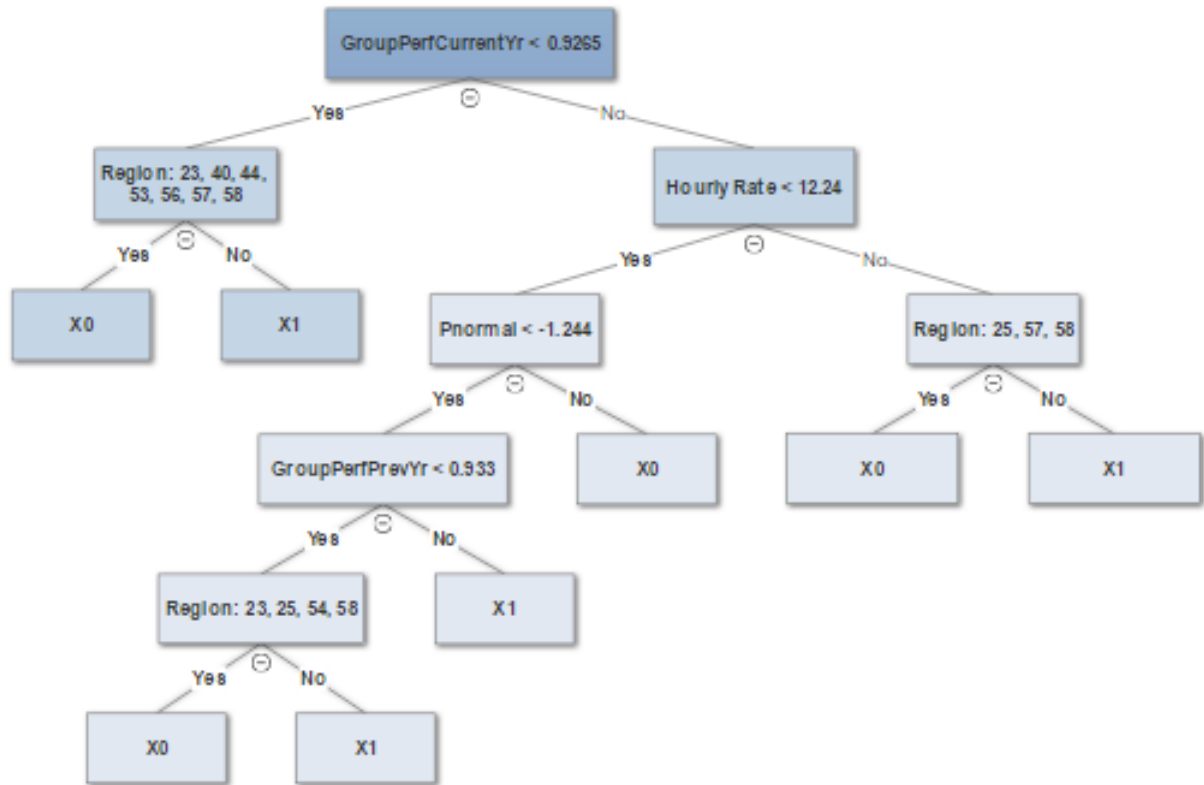 GroupPerfCurrentYr < 0.9265
Yes
No
Region: 23, 40, 44,
53, 56, 57, 58
Hourly Rate < 12.24
Yes
No
Yes
No
X0
X1
Pnormal < -1.244
Region: 25, 57, 58
Yes
No
Yes
No
GroupPerfPrevYr < 0.933
X0
X0
X1
Yes
No
Region: 23, 25, 54, 58
X1
Yes
No
X0
X1